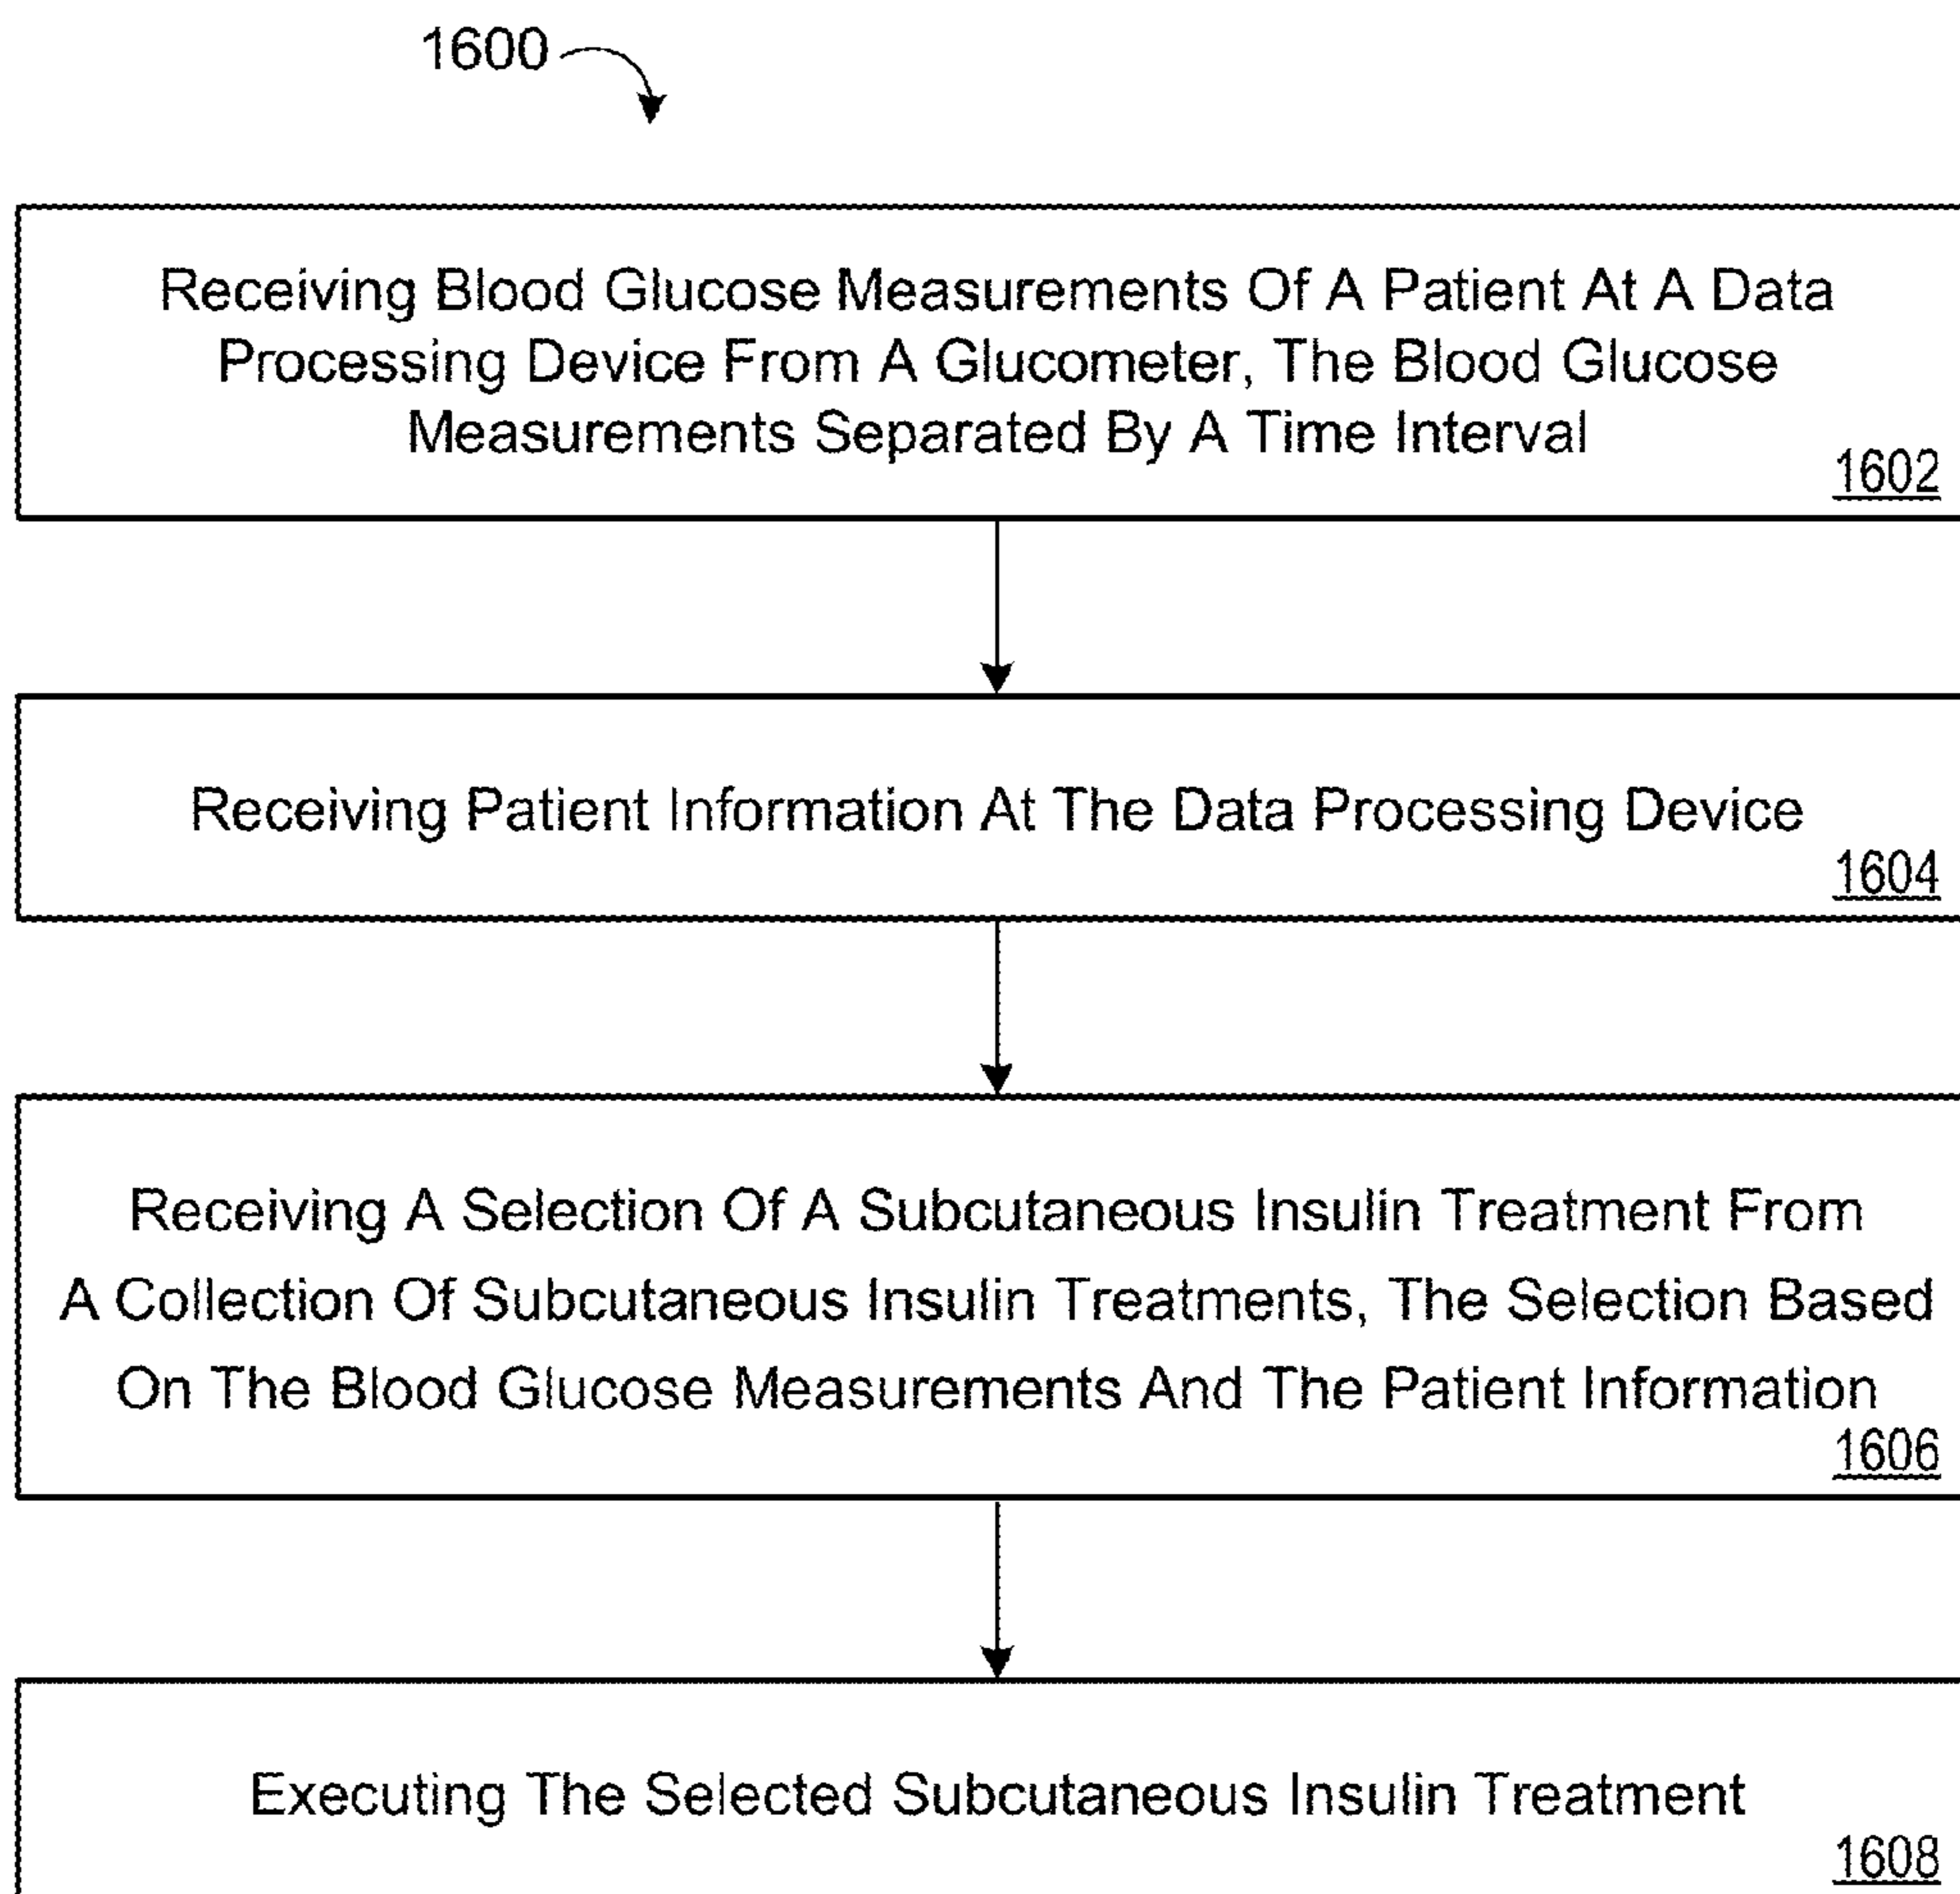 1600
Receiving Blood Glucose Measurements Of A Patient At A Data
Processing Device From A Glucometer, The Blood Glucose
Measurements Separated By A Time Interval
1602
Receiving Patient Information At The Data Processing Device
1604
Receiving A Selection Of A Subcutaneous Insulin Treatment From
A Collection Of Subcutaneous Insulin Treatments, The Selection Based
On The Blood Glucose Measurements And The Patient Information
1606
Executing The Selected Subcutaneous Insulin Treatment
1608